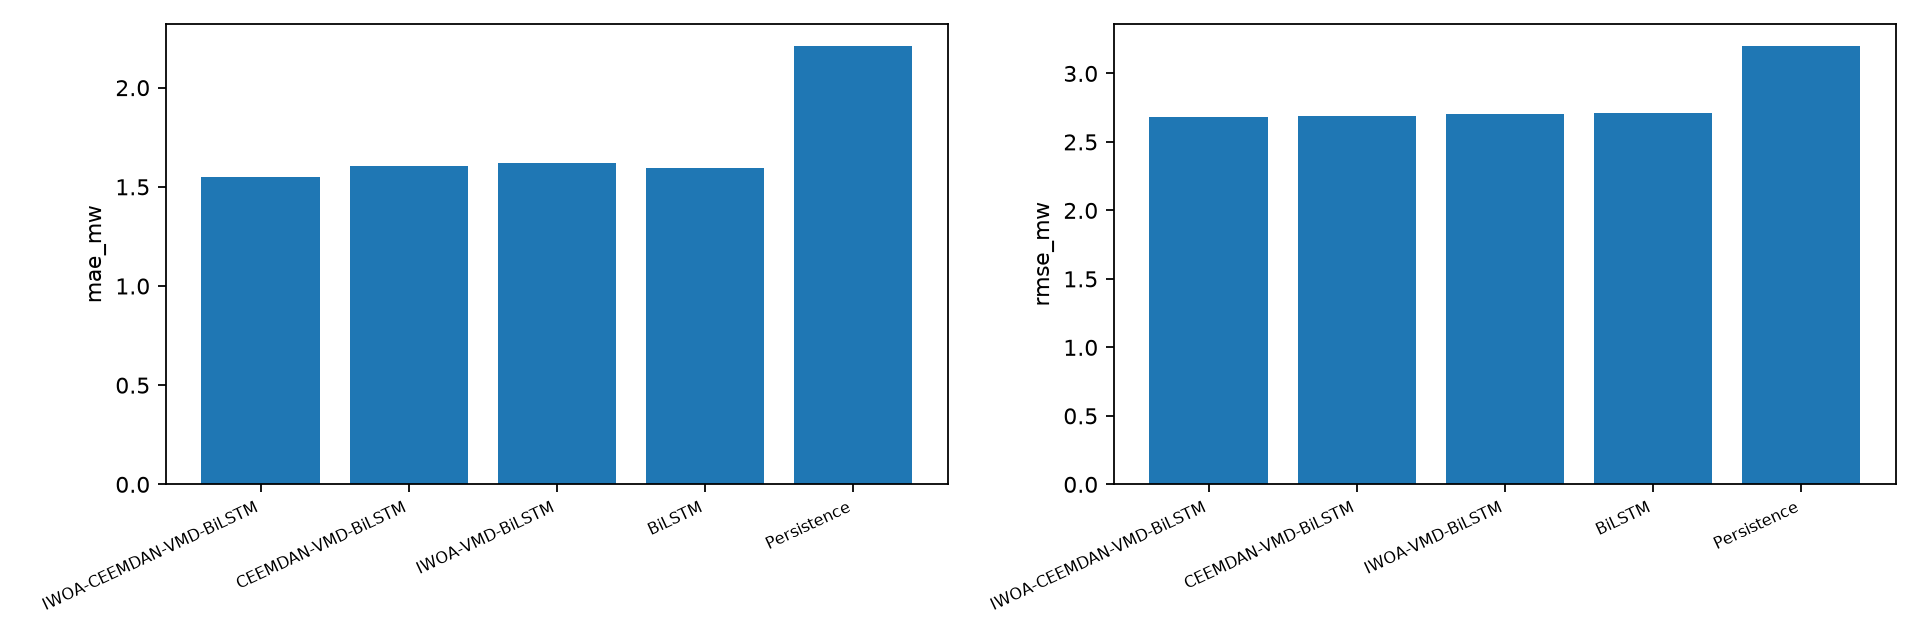 mae_mw
2.0
1.5
1.0
0.5
0.0
IWOA-CEEMDAN-VMD-BiLSTM
CEEMDAN-VMD-BiLSTM
IWOA-VMD-BiLSTM
BiLSTM
Persistence
rmse_mw
3.0
2.5
2.0
1.5
1.0
0.5
0.0
IWOA-CEEMDAN-VMD-BiLSTM
CEEMDAN-VMD-BiLSTM
IWOA-VMD-BiLSTM
BiLSTM
Persistence